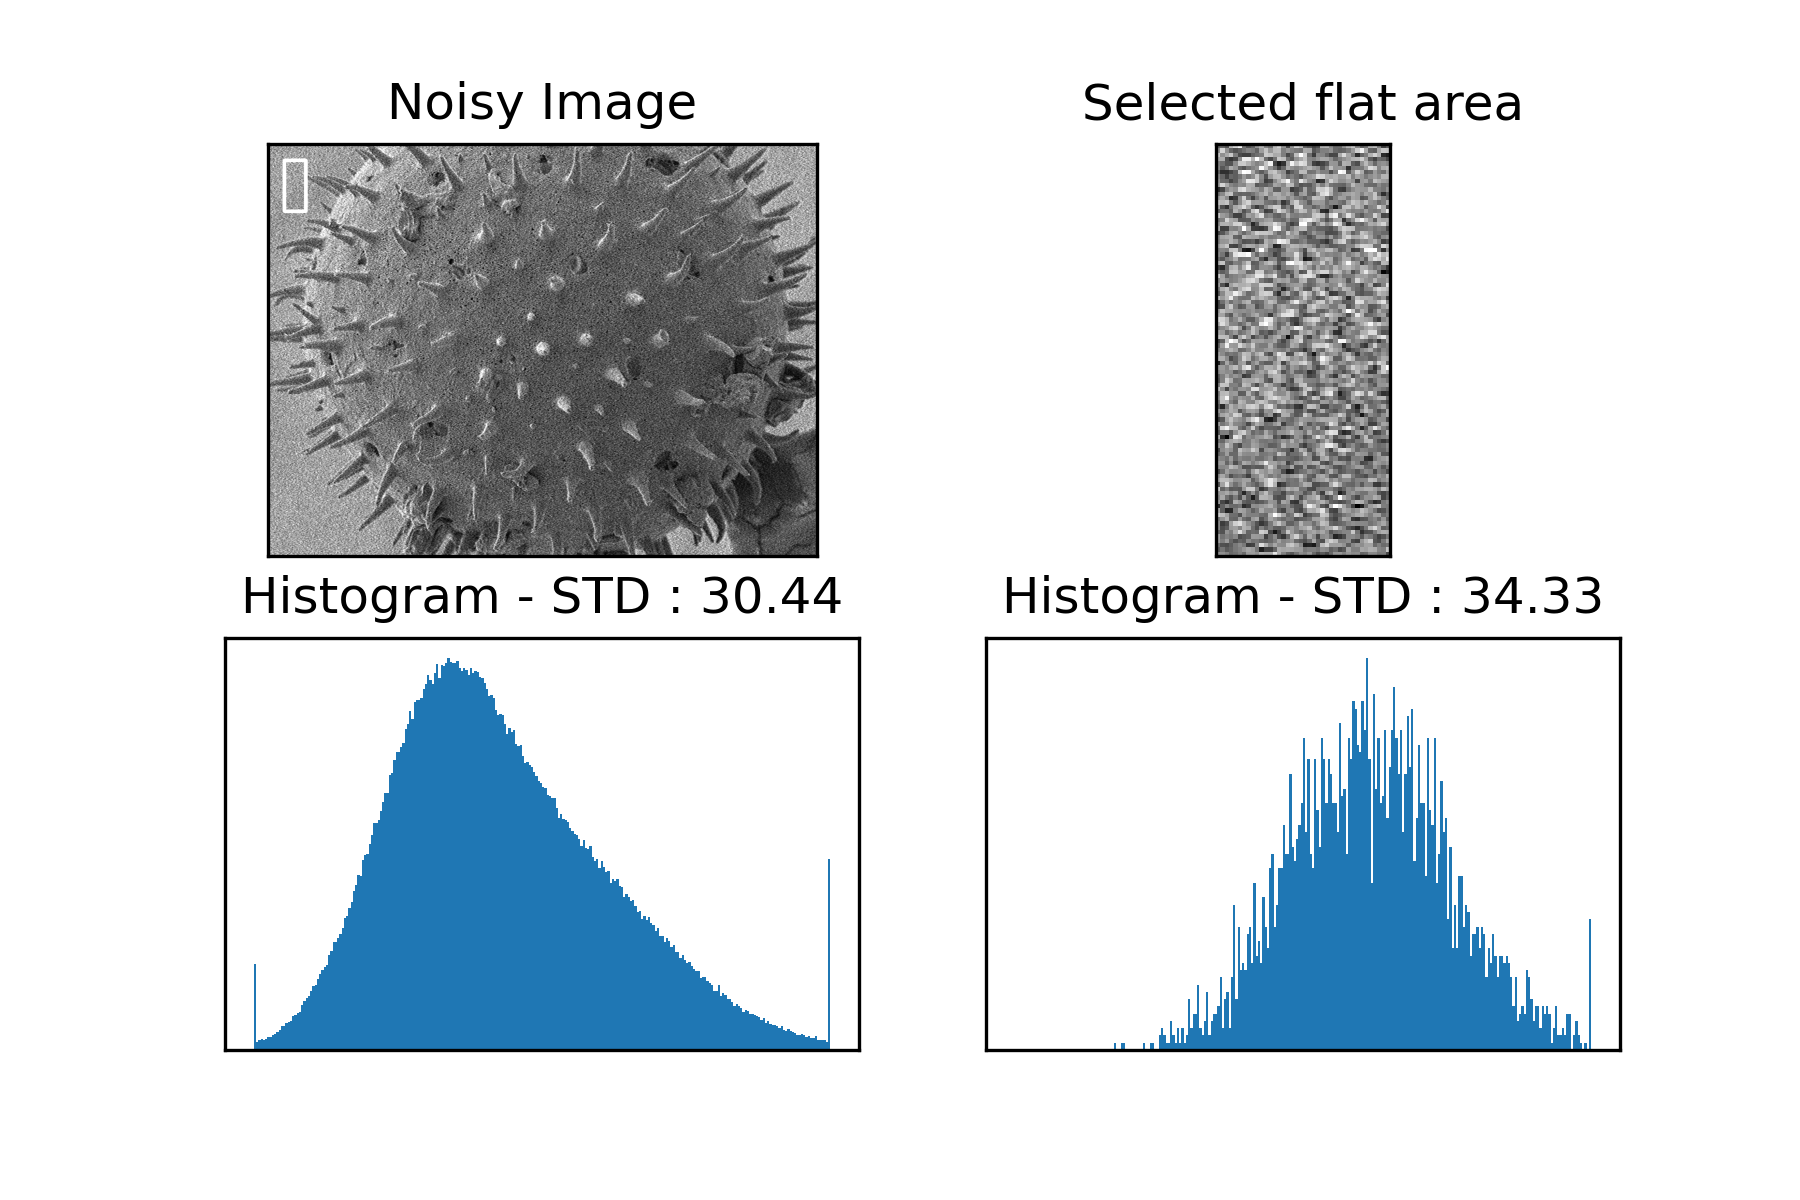 Noisy Image
Selected flat area
Histogram - STD : 30.44
Histogram - STD : 34.33